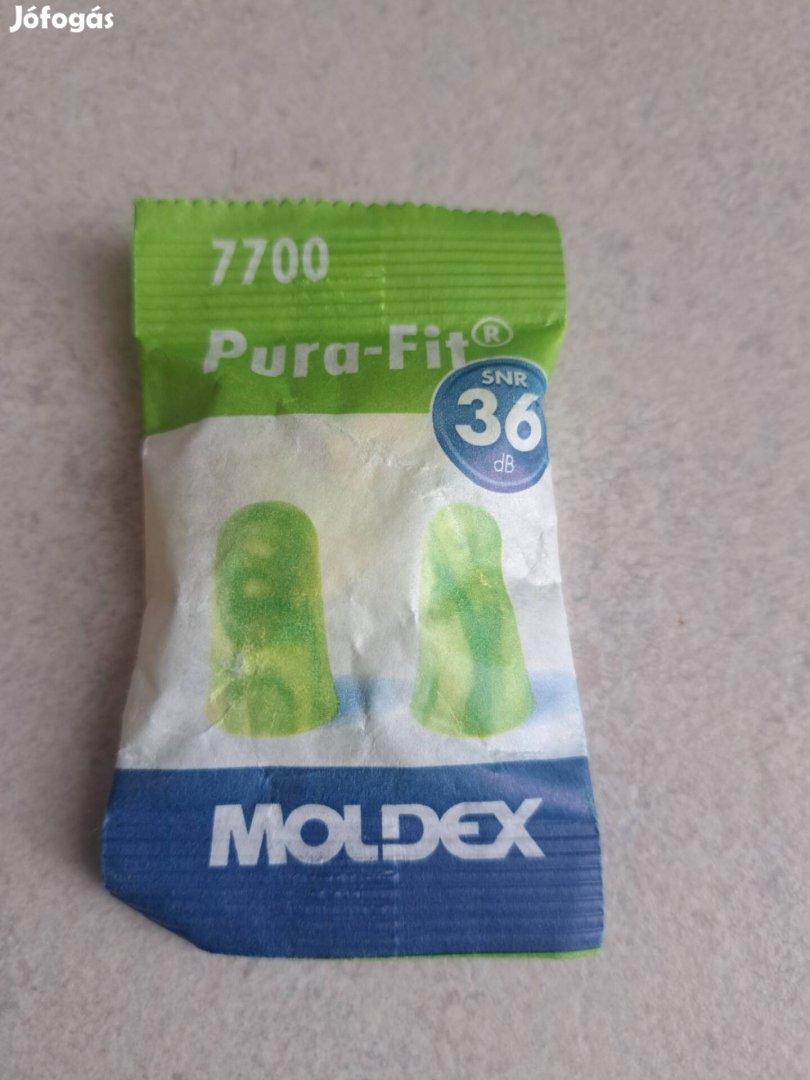 Jófogás
7700
Pura-Fit®
SNR
36
dB
MOLDEX